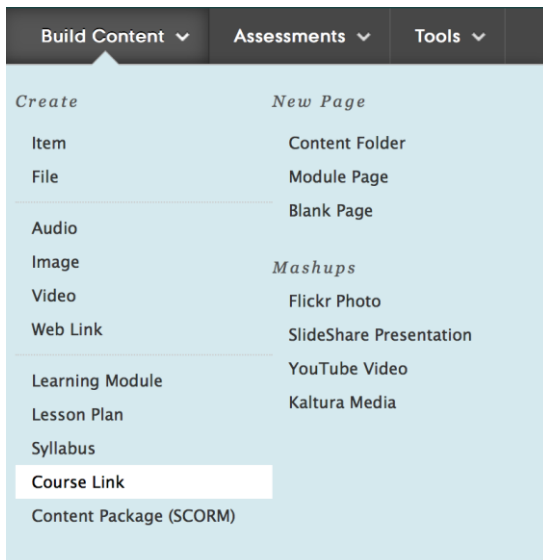 Build Content
Assessments
Tools
Create
Item
File
Audio
Image
Video
Web Link
Learning Module
Lesson Plan
Syllabus
Course Link
Content Package (SCORM)
New Page
Content Folder
Module Page
Blank Page
Mashups
Flickr Photo
SlideShare Presentation
YouTube Video
Kaltura Media